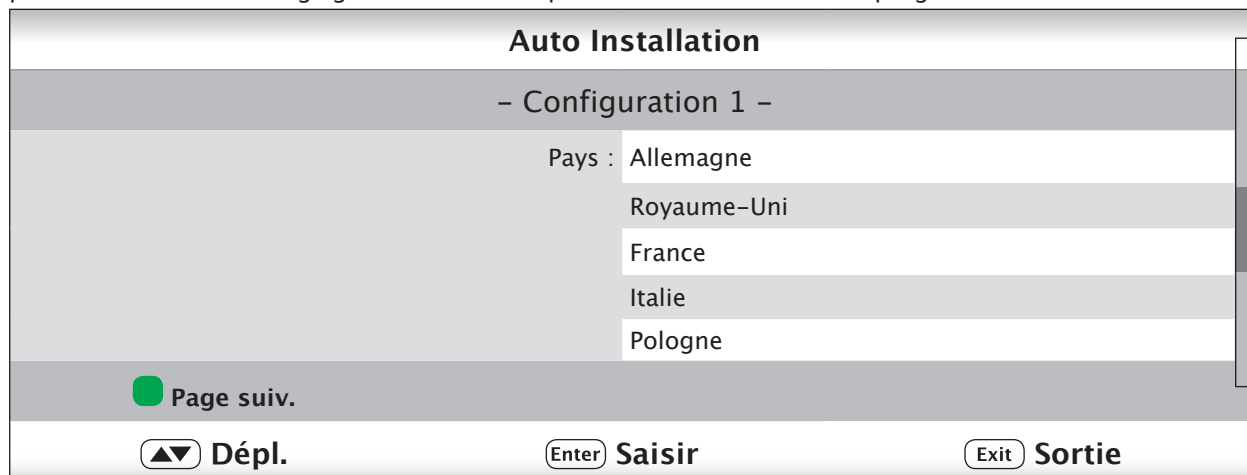 Auto Installation
– Configuration 1 –
Pays : Allemagne
Royaume-Uni
France
Italie
Pologne
Page suiv.
Dépl. Enter Saisir Exit Sortie